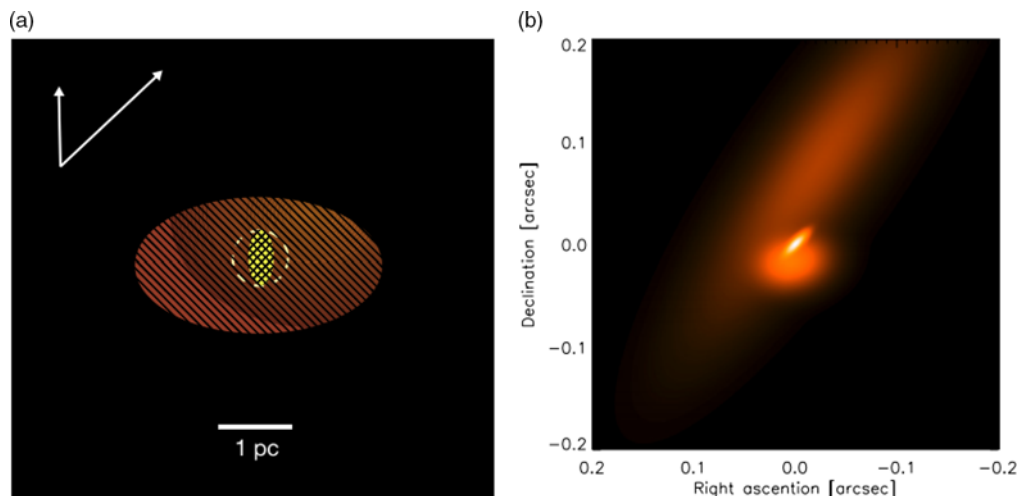 (a)
(b)
1 pc
0.2
0.1
0.0
−0.1
−0.2
Declination [arcsec]
0.2
0.1
0.0
−0.1
−0.2
Right ascention [arcsec]